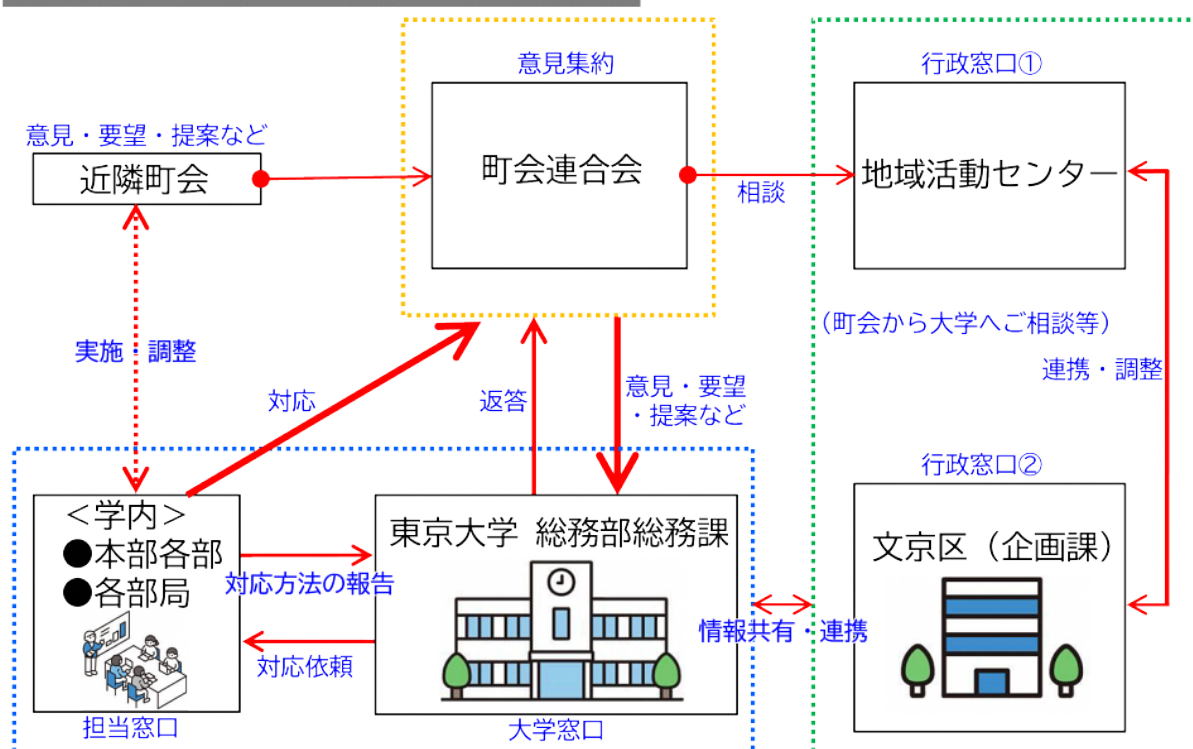 意見集約
行政窓口①
意見・要望・提案など
近隣町会
町会連合会
相談
地域活動センター
(町会から大学へご相談等)
実施・調整
対応
返答
意見・要望
・提案など
連携・調整
行政窓口②
<学内>
●本部各部
●各部局
対応方法の報告
対応依頼
担当窓口
東京大学 総務部総務課
大学窓口
情報共有・連携
文京区(企画課)